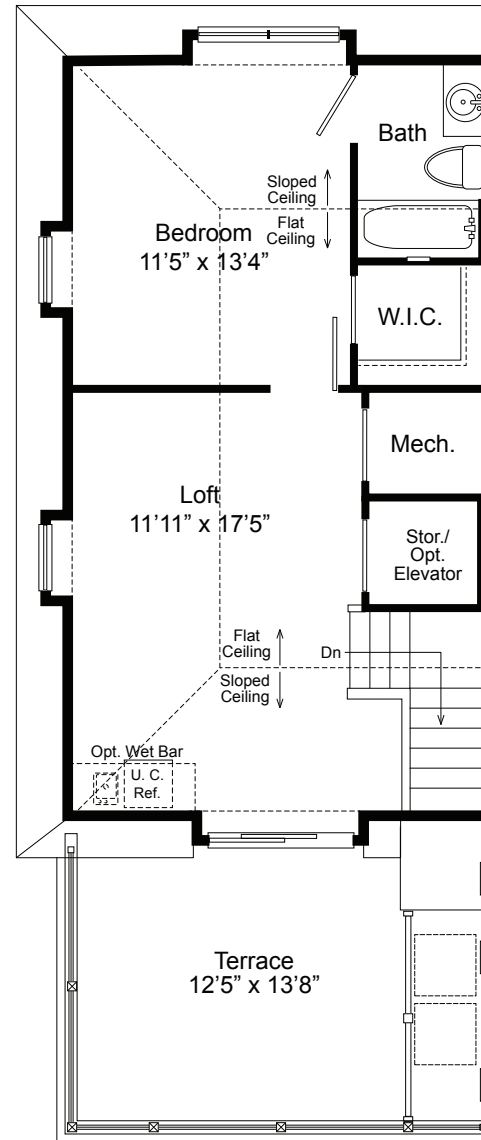 Bath
Sloped
Ceiling
Flat
Ceiling
Bedroom
11’5” x 13’4”
W.I.C.
Mech.
Loft
11’11” x 17’5”
Stor./
Opt.
Elevator
Flat
Ceiling
Dn
Sloped
Ceiling
Opt. Wet Bar
U. C.
Ref.
Terrace
12’5” x 13’8”